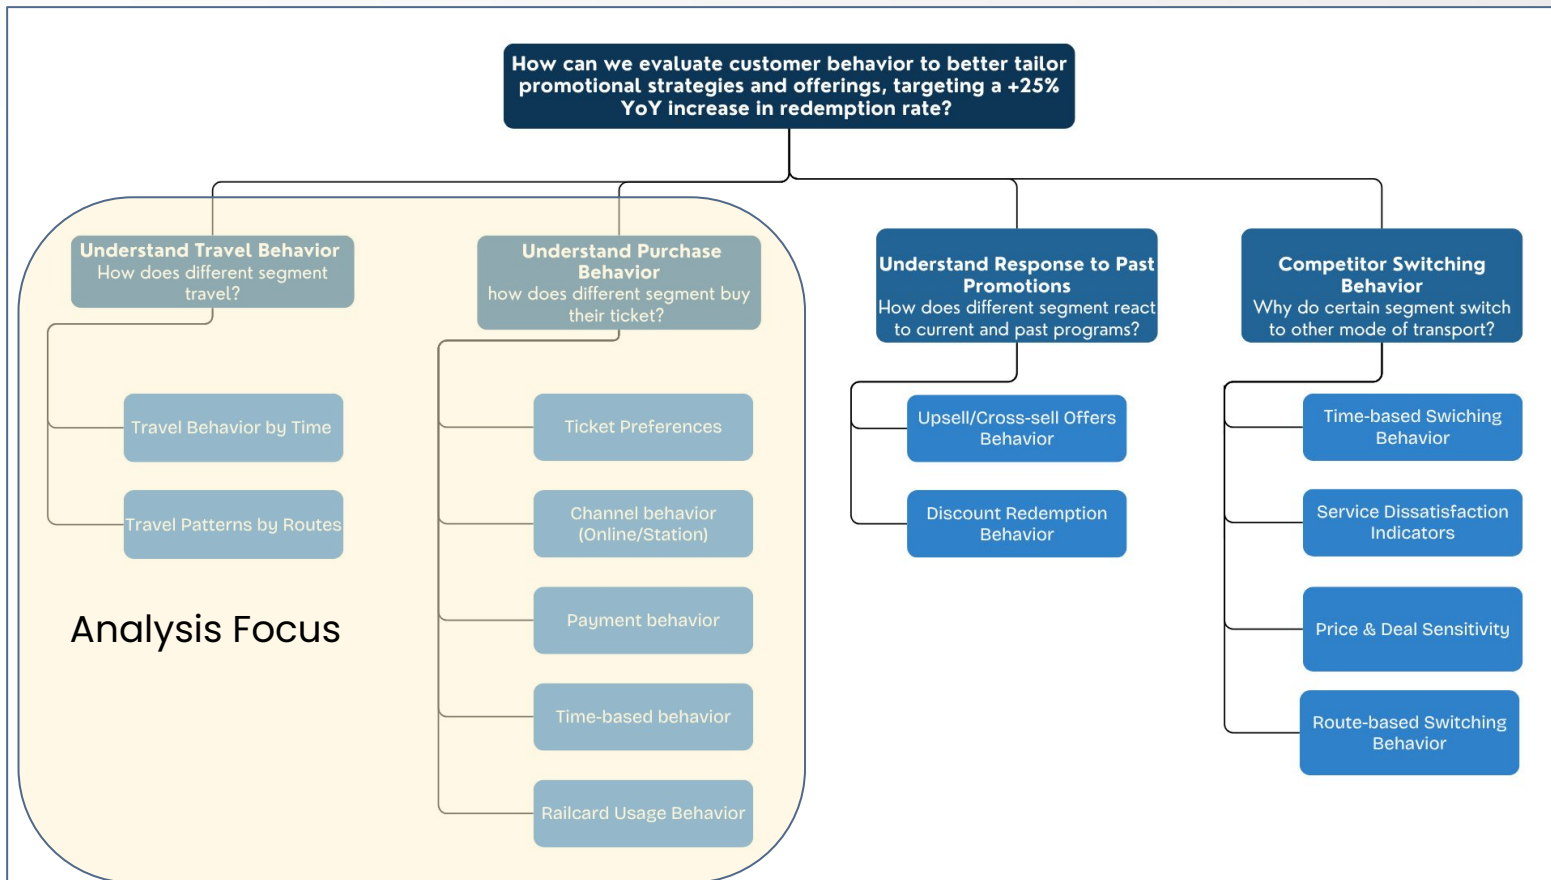 How can we evaluate customer behavior to better tailor
promotional strategies and offerings, targeting a +25%
YoY increase in redemption rate?
Understand Travel Behavior
How does different segment
travel?
Travel Behavior by Time
Travel Patterns by Routes
Analysis Focus
Understand Purchase
Behavior
how does different segment buy
their ticket?
Ticket Preferences
Channel behavior
(Online/Station)
Payment behavior
Time-based behavior
Railcard Usage Behavior
Understand Response to Past
Promotions
How does different segment react
to current and past programs?
Upsell/Cross-sell Offers
Behavior
Discount Redemption
Behavior
Competitor Switching
Behavior
Why do certain segment switch
to other mode of transport?
Time-based Swiching
Behavior
Service Dissatisfaction
Indicators
Price & Deal Sensitivity
Route-based Switching
Behavior